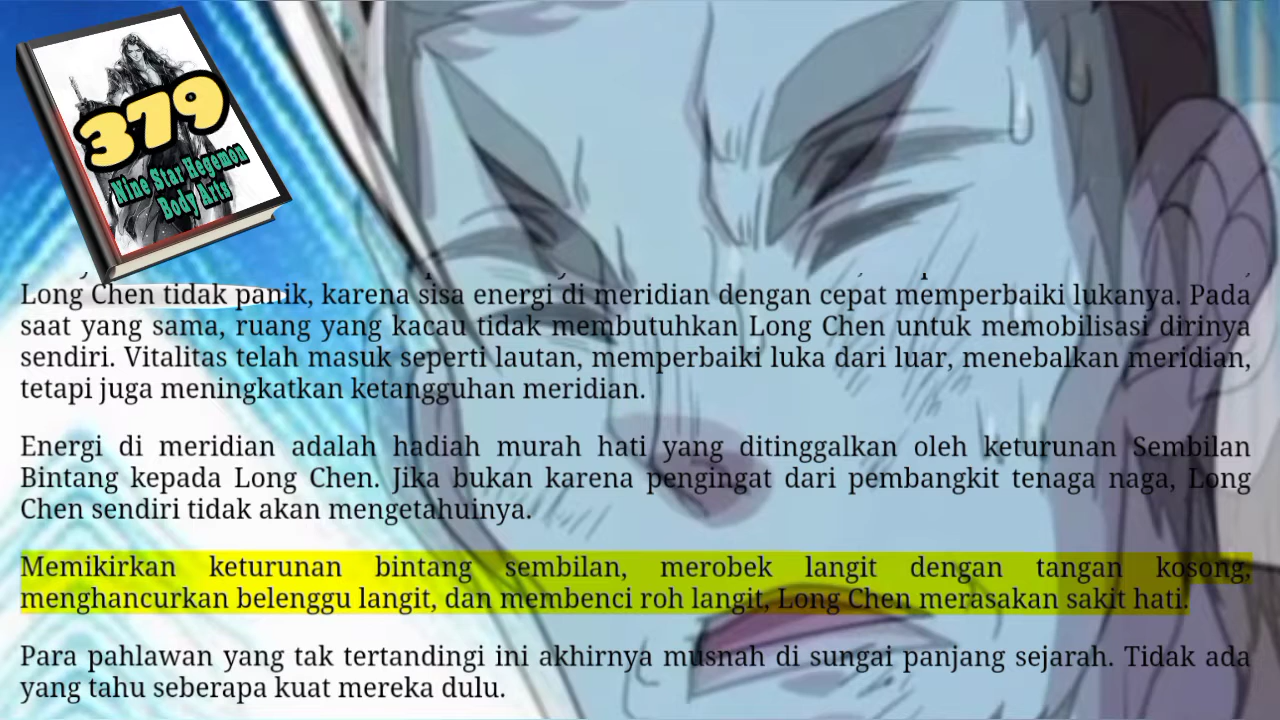 379
Nine Star Hegemon
Body Arts
Long Chen tidak panik, karena sisa energi di meridian dengan cepat memperbaiki lukanya. Pada
saat yang sama, ruang yang kacau tidak membutuhkan Long Chen untuk memobilisasi dirinya
sendiri. Vitalitas telah masuk seperti lautan, memperbaiki luka dari luar, menebalkan meridian,
tetapi juga meningkatkan ketangguhan meridian.
Energi di meridian adalah hadiah murah hati yang ditinggalkan oleh keturunan Sembilan
Bintang kepada Long Chen. Jika bukan karena pengingat dari pembangkit tenaga naga, Long
Chen sendiri tidak akan mengetahuinya.
Memikirkan keturunan bintang sembilan, merobek langit dengan tangan kosong,
menghancurkan belenggu langit, dan membenci roh langit, Long Chen merasakan sakit hati.
Para pahlawan yang tak tertandingi ini akhirnya musnah di sungai panjang sejarah. Tidak ada
yang tahu seberapa kuat mereka dulu.